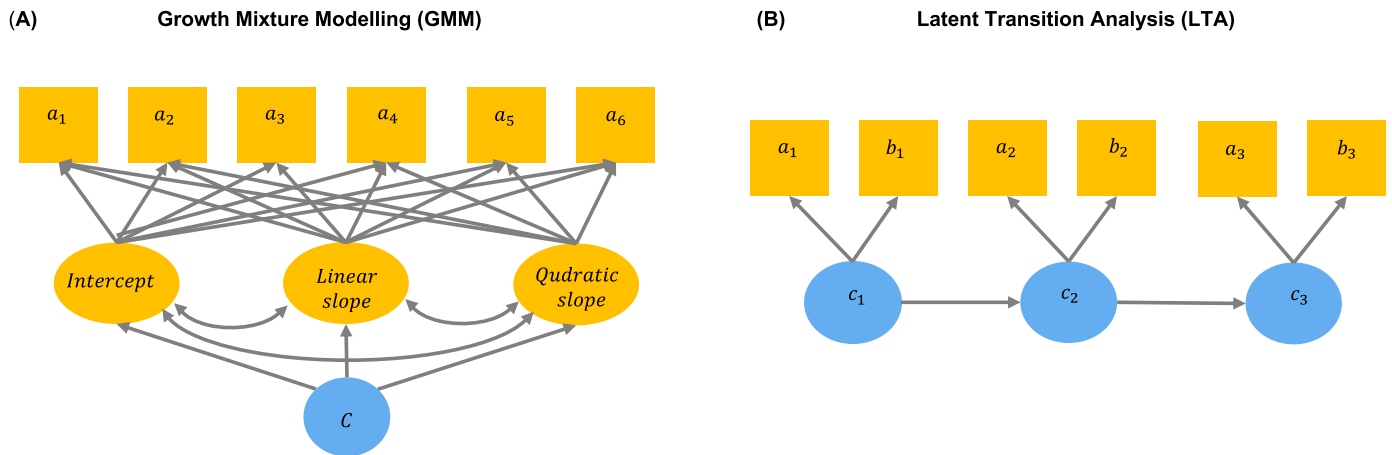 (A) Growth Mixture Modelling (GMM)
a₁ a₂ a₃ a₄ a₅ a₆
Intercept
Linear
slope
Qudratic
slope
C
(B) Latent Transition Analysis (LTA)
a₁ b₁ a₂ b₂ a₃ b₃
c₁ c₂ c₃